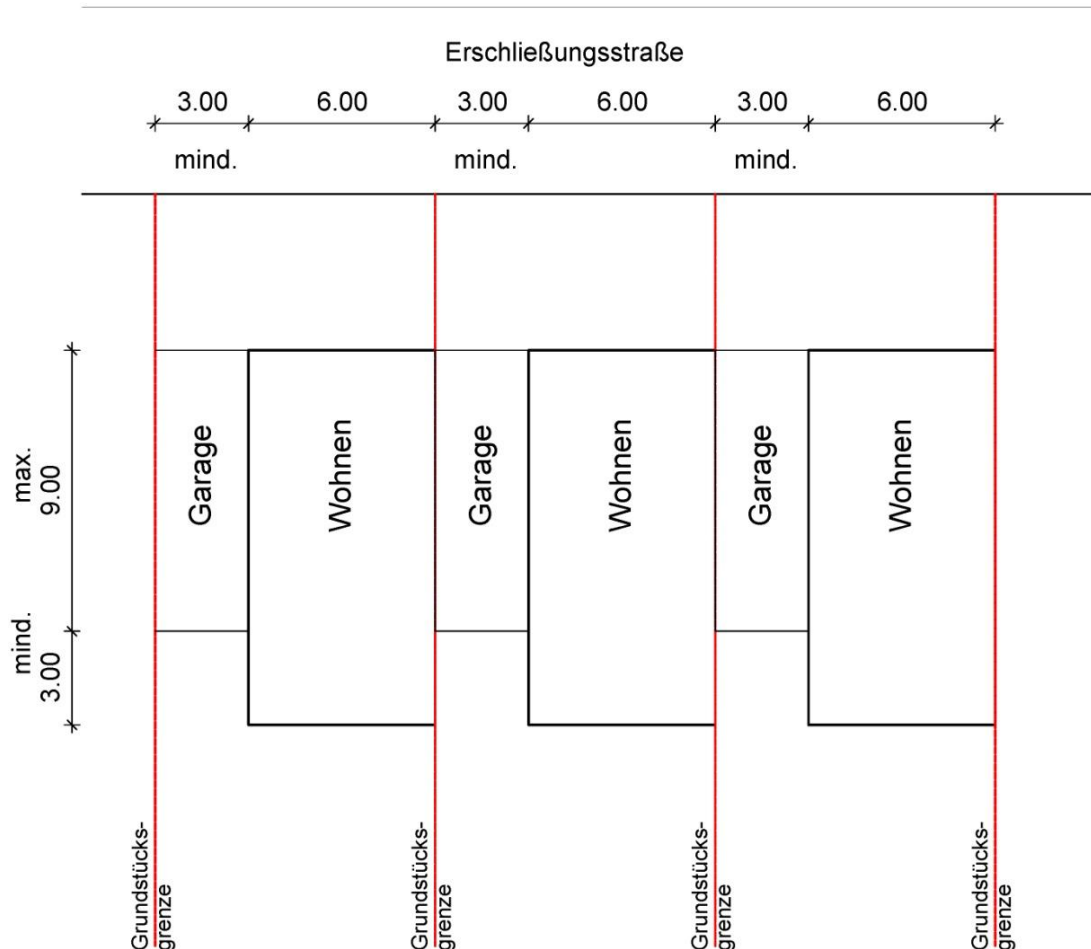 Erschließungsstraße
3.00 6.00 3.00 6.00 3.00 6.00
mind. mind. mind.
max.
9.00
mind.
3.00
Garage
Wohnen
Garage
Wohnen
Garage
Wohnen
Grundstücks-
grenze
Grundstücks-
grenze
Grundstücks-
grenze
Grundstücks-
grenze